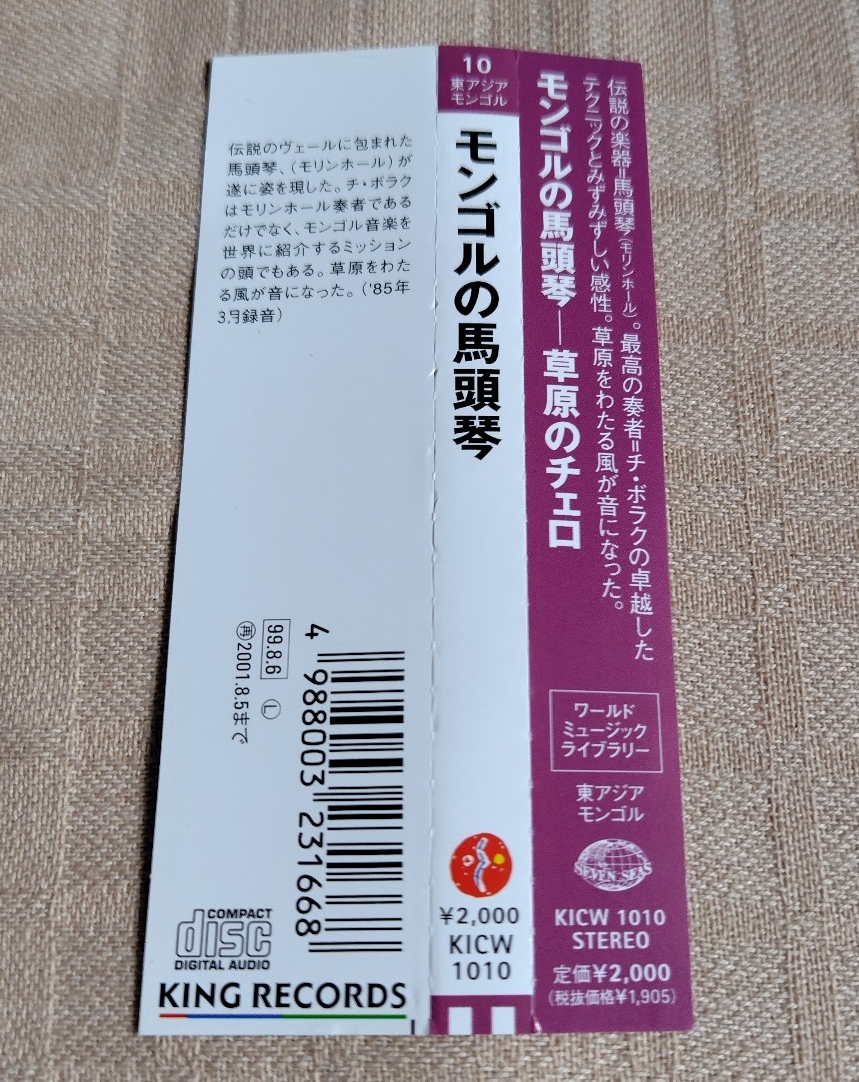 伝説のヴェールに包まれた
馬頭琴、（モリンホール）が
遂に姿を現した。チ・ボラク
はモリンホール奏者である
だけでなく、モンゴル音楽を
世界に紹介するミッション
の頭でもある。草原をわた
る風が音になった。（'85年
3月録音）
99.8.6 Ⓛ
㊢2001.8.5まで
4 988003 231668
COMPACT
disc
DIGITAL AUDIO
KING RECORDS
10
東アジア
モンゴル
モンゴルの馬頭琴
¥2,000
KICW
1010
伝説の楽器=馬頭琴（モリンホール）。最高の奏者=チ・ボラクの卓越した
テクニックとみずみずしい感性。草原をわたる風が音になった。
モンゴルの馬頭琴―草原のチェロ
ワールド
ミュージック
ライブラリー
東アジア
モンゴル
SEVEN SEAS
KICW 1010
STEREO
定価¥2,000
（税抜価格¥1,905）